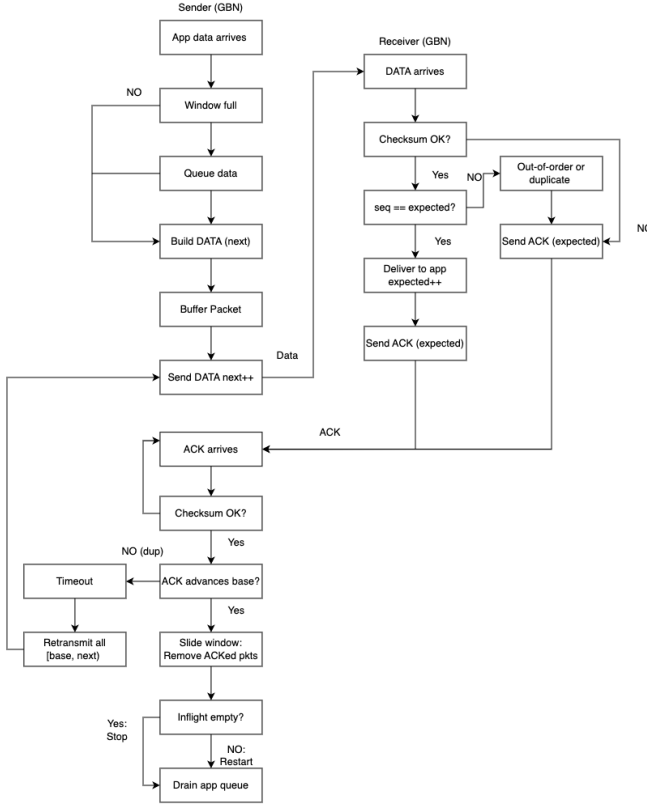 Sender (GBN)
App data arrives
NO
Window full
Queue data
Build DATA (next)
Buffer Packet
Send DATA next++
Data
Receiver (GBN)
DATA arrives
Checksum OK?
Yes
NO
Out-of-order or
duplicate
seq == expected?
Send ACK (expected)
NO
Yes
Deliver to app
expected++
Send ACK (expected)
ACK
ACK arrives
Checksum OK?
Yes
NO (dup)
Timeout
ACK advances base?
Yes
Retransmit all
[base, next)
Slide window:
Remove ACKed pkts
Inflight empty?
Yes:
Stop
NO:
Restart
Drain app queue